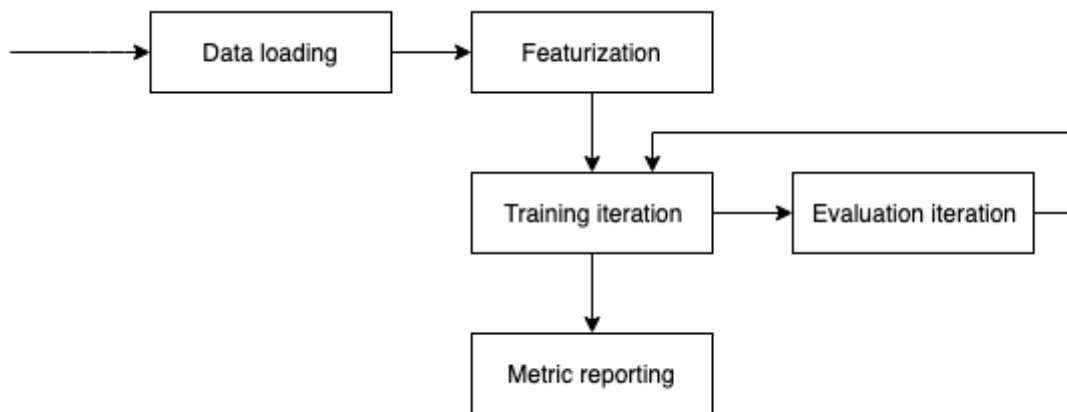 Data loading
Featurization
Training iteration
Evaluation iteration
Metric reporting